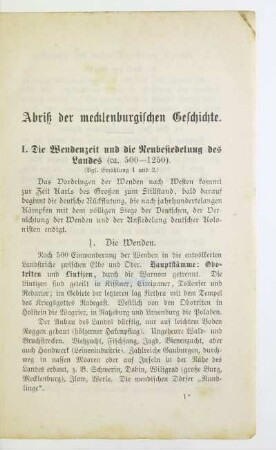 Abriß der mecklenburgischen Geschichte.
I. Die Wendenzeit und die Neubesiedelung des
Landes (ca. 500—1250).
(Vgl. Erzählung 1 und 2.)
Das Vordringen der Wenden nach Westen kommt
zur Zeit Karls des Großen zum Stillstand, bald darauf
beginnt die deutsche Rückflutung, die nach jahrhundertelangen
Kämpfen mit dem völligen Siege der Deutschen, der Ver-
nichtung der Wenden und der Ansiedelung deutscher Kolo-
nisten endigt.
§. Die Wenden.
Nach 500 Einwanderung der Wenden in die entvölkerten
Landstriche zwischen Elbe und Oder. Hauptstämme: Obo-
triten und Liutizen, durch die Warnow getrennt. Die
Liutizen sind geteilt in Kissiner, Circipaner, Tollenser und
Redarier; im Gebiete der letzteren lag Rethra mit dem Tempel
des Kriegsgottes Radegast. Westlich von den Obotriten in
Holstein die Wagrier, in Ratzeburg und Lauenburg die Polaben.
Der Anbau des Landes dürftig, nur auf leichten Boden
Roggen gebaut (hölzerner Hakenpflug). Ungeheure Wald- und
Bruchstrecken. Viehzucht, Fischfang, Jagd, Bienenzucht, aber
auch Handwerk (Leinenindustrie). Zahlreiche Gauburgen, durch-
weg in nassen Mooren oder auf Inseln in der Nähe des
Landes erbaut, z. B. Schwerin, Dobin, Wiligrad (große Burg,
Mecklenburg), Ilow, Werle. Die wendischen Dörfer „Rund-
linge“.
1*